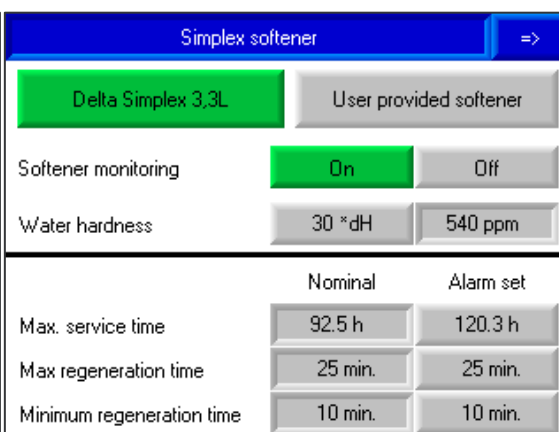 Simplex softener =>
Delta Simplex 3,3L User provided softener
Softener monitoring On Off
Water hardness 30 *dH 540 ppm
Nominal Alarm set
Max. service time 92.5 h 120.3 h
Max regeneration time 25 min. 25 min.
Minimum regeneration time 10 min. 10 min.